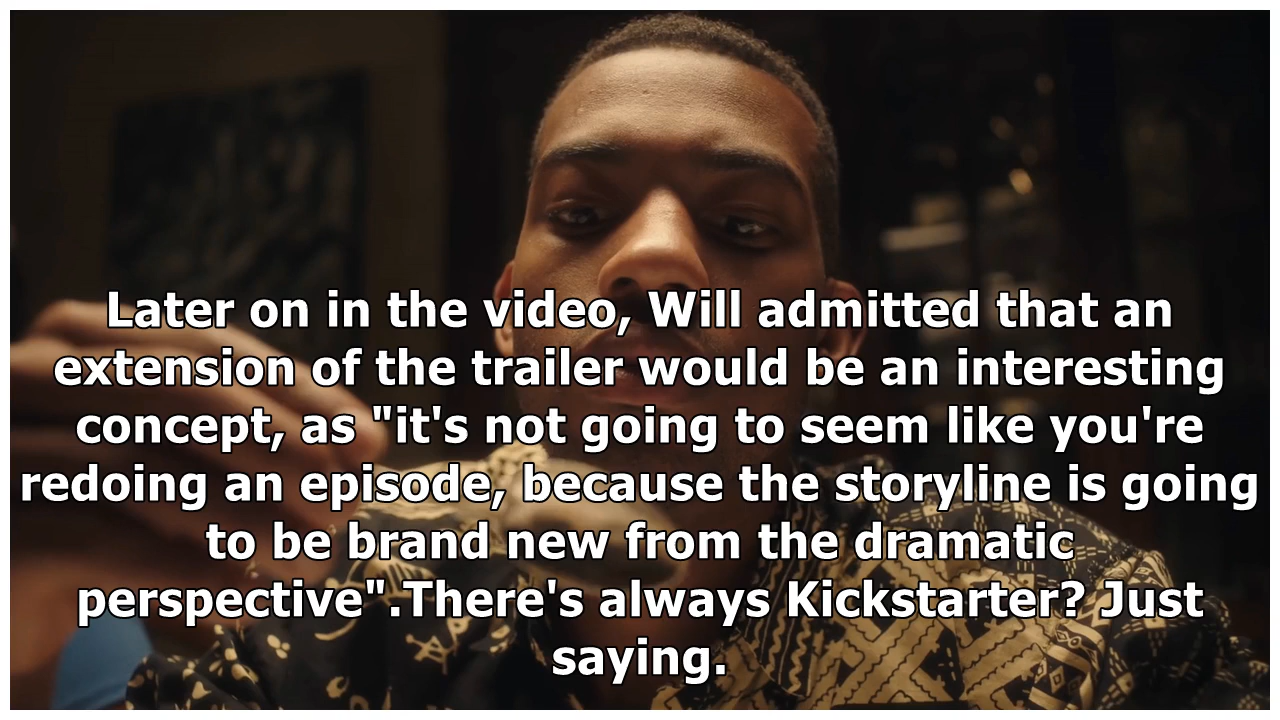 Later on in the video, Will admitted that an
extension of the trailer would be an interesting
concept, as "it's not going to seem like you're
redoing an episode, because the storyline is going
to be brand new from the dramatic
perspective".There's always Kickstarter? Just
saying.